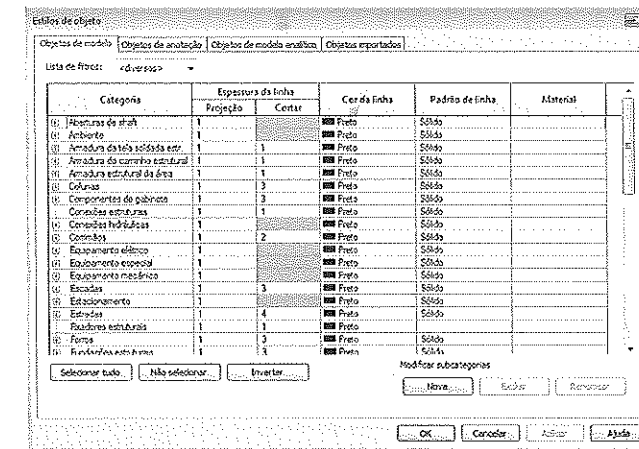 Estilos de objeto
Objetos de modelo Objetos de anotação Objetos de modelo analítico Objetos importados
Lista de filtros: <diversos>
Categoria Espessura da linha Cor da linha Padrão de linha Material
Projeção Cortar
Aberturas de shaft 1 Preto Sólido
Ambiente 1 Preto Sólido
Armadura da tela soldada estr... 1 1 Preto Sólido
Armadura do caminho estrutural 1 1 Preto Sólido
Armadura estrutural da área 1 1 Preto Sólido
Colunas 1 3 Preto Sólido
Componentes do gabinete 1 3 Preto Sólido
Conexões estruturais 1 1 Preto
Conexões hidráulicas 1 Preto Sólido
Corrimãos 1 2 Preto Sólido
Equipamento elétrico 1 Preto Sólido
Equipamento especial 1 Preto Sólido
Equipamento mecânico 1 Preto Sólido
Escadas 1 3 Preto Sólido
Estacionamento 1 Preto Sólido
Estradas 1 4 Preto Sólido
Fixadores estruturais 1 1 Preto
Forros 1 3 Preto Sólido
Fundações estruturais 1 3 Preto Sólido
Selecionar tudo Não selecionar Inverter Modificar subcategorias
Nova Excluir Renomear
OK Cancelar Aplicar Ajuda